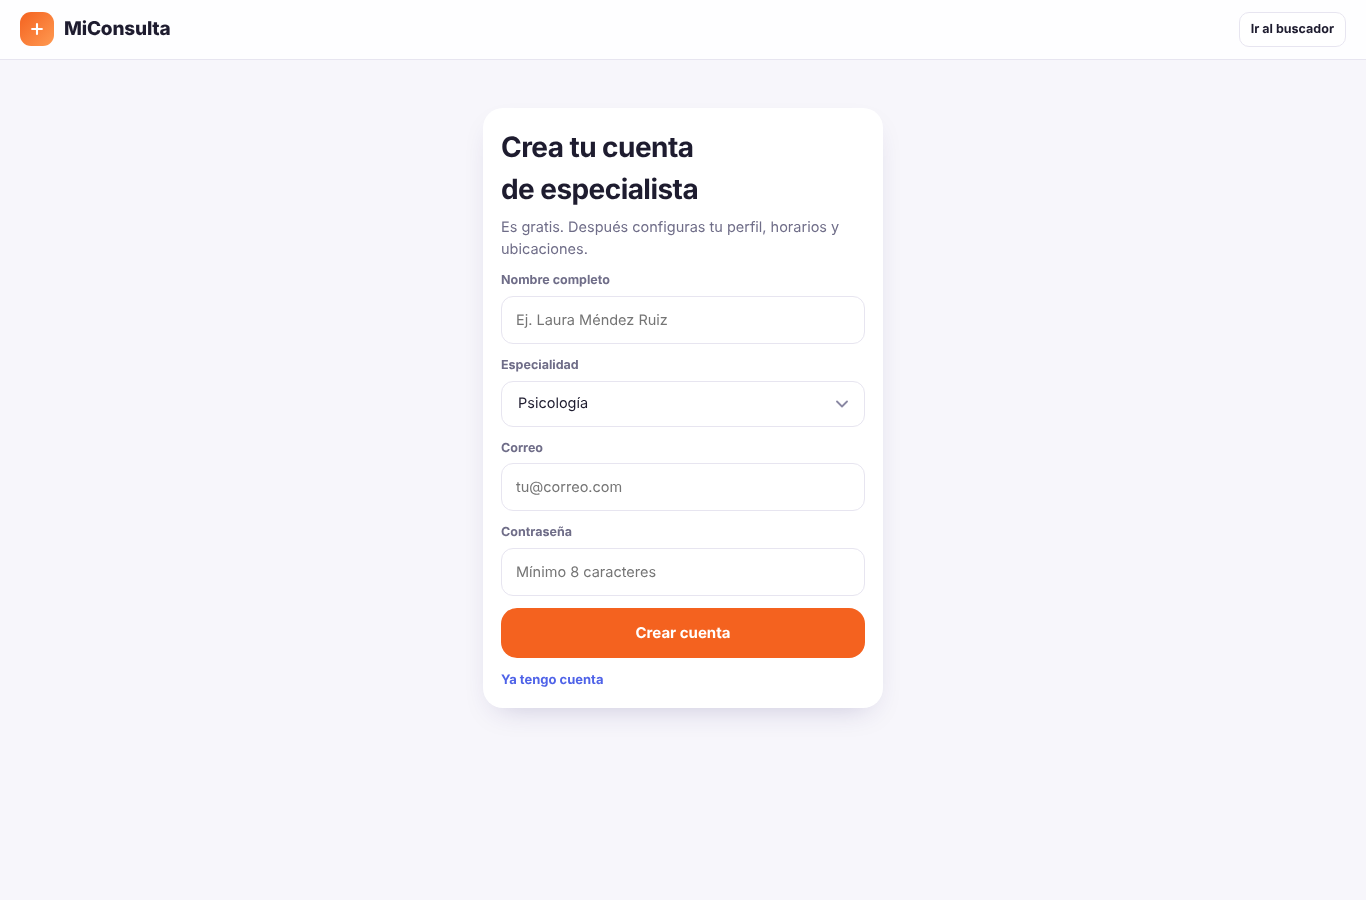 MiConsulta
Ir al buscador
Crea tu cuenta
de especialista
Es gratis. Después configuras tu perfil, horarios y
ubicaciones.
Nombre completo
Ej. Laura Méndez Ruiz
Especialidad
Psicología
Correo
tu@correo.com
Contraseña
Mínimo 8 caracteres
Crear cuenta
Ya tengo cuenta